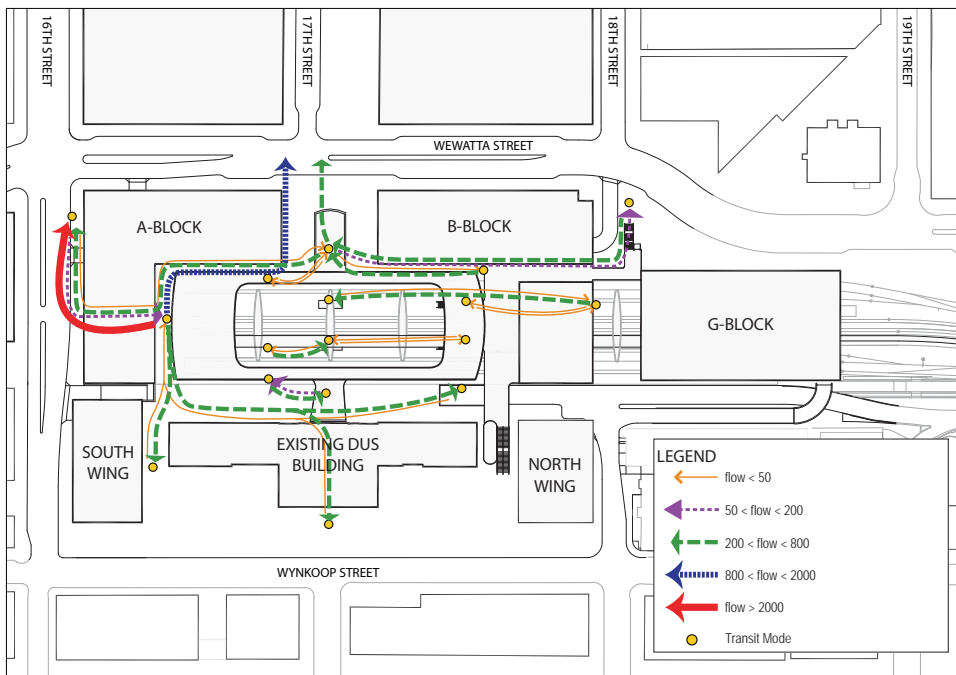 16TH STREET
17TH STREET
18TH STREET
19TH STREET
WEWATTA STREET
A-BLOCK
B-BLOCK
G-BLOCK
SOUTH
WING
EXISTING DUS
BUILDING
NORTH
WING
WYNKOOP STREET
LEGEND
flow < 50
50 < flow < 200
200 < flow < 800
800 < flow < 2000
flow > 2000
Transit Mode